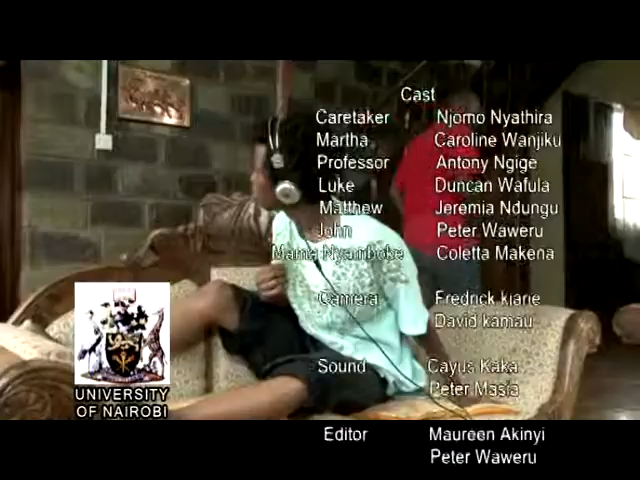 Cast
Caretaker Njomo Nyathira
Martha Caroline Wanjiku
Professor Antony Ngige
Luke Duncan Wafula
Matthew Jeremia Ndungu
John Peter Waweru
Mama Nyamboke Coletta Makena
Camera Fredrick kiarie
David kamau
Sound Cayus Kaka
Peter Masia
UNIVERSITY
OF NAIROBI
Editor Maureen Akinyi
Peter Waweru